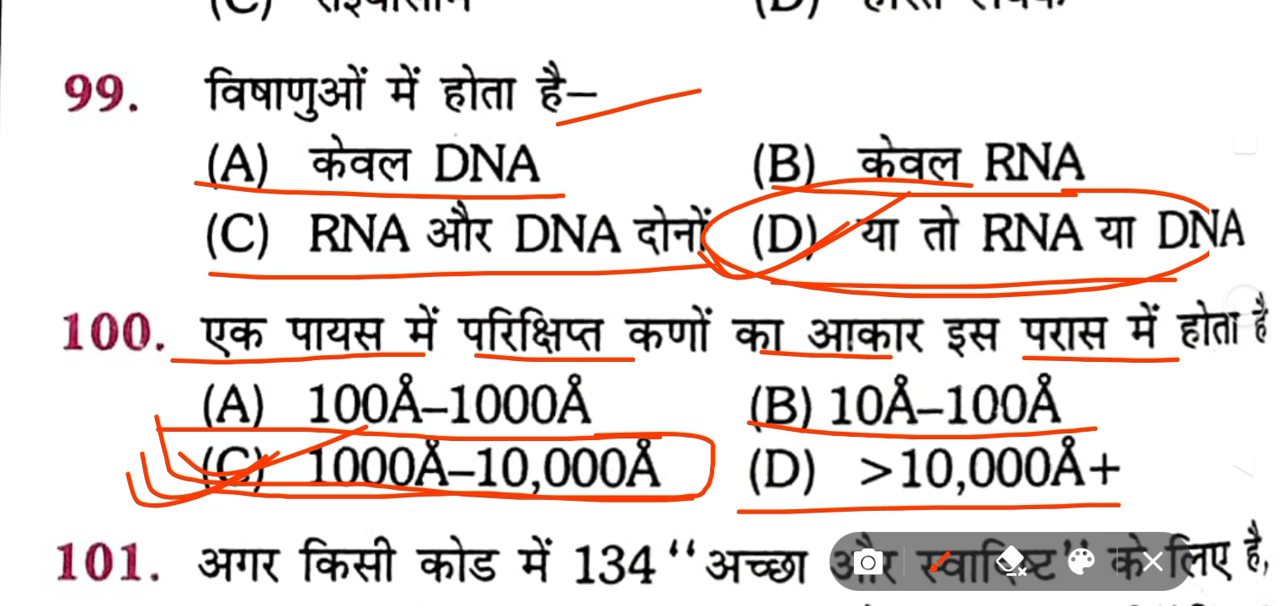 99. विषाणुओं में होता है–
(A) केवल DNA (B) केवल RNA
(C) RNA और DNA दोनों (D) या तो RNA या DNA
100. एक पायस में परिक्षिप्त कणों का आकार इस परास में होता है
(A) 100Å–1000Å (B) 10Å–100Å
(C) 1000Å–10,000Å (D) >10,000Å+
101. अगर किसी कोड में 134 “अच्छा और स्वादिष्ट” के लिए है,